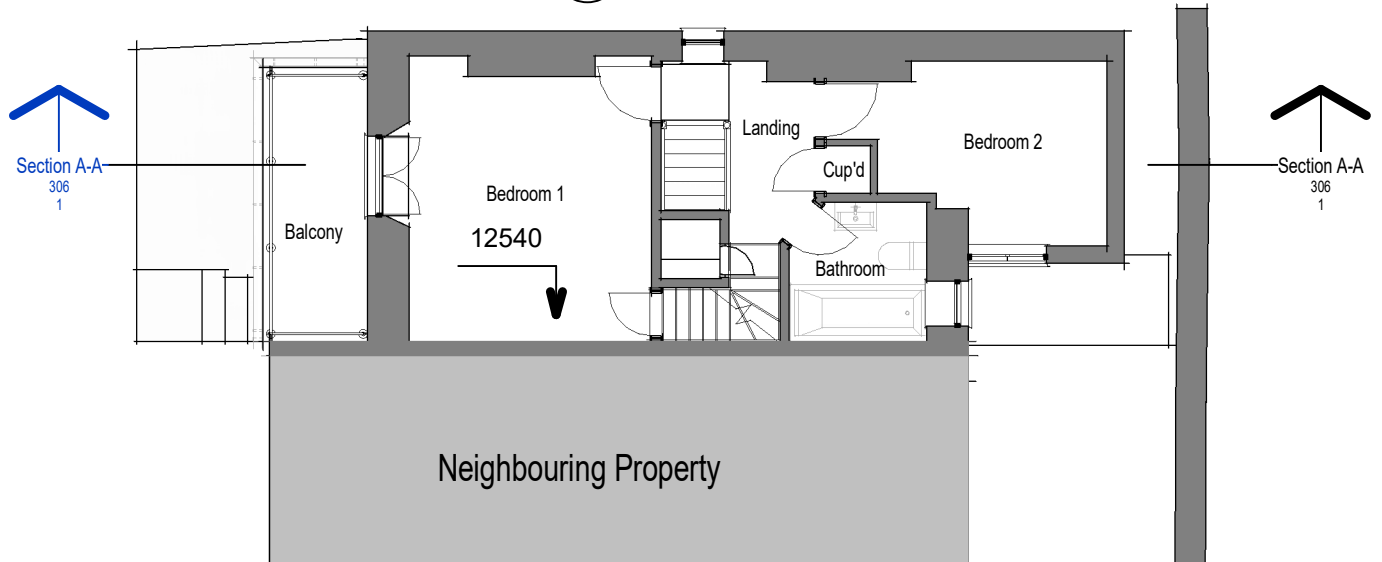 Section A-A
306
1
Balcony
Bedroom 1
12540
Landing
Cup'd
Bathroom
Bedroom 2
Section A-A
306
1
Neighbouring Property